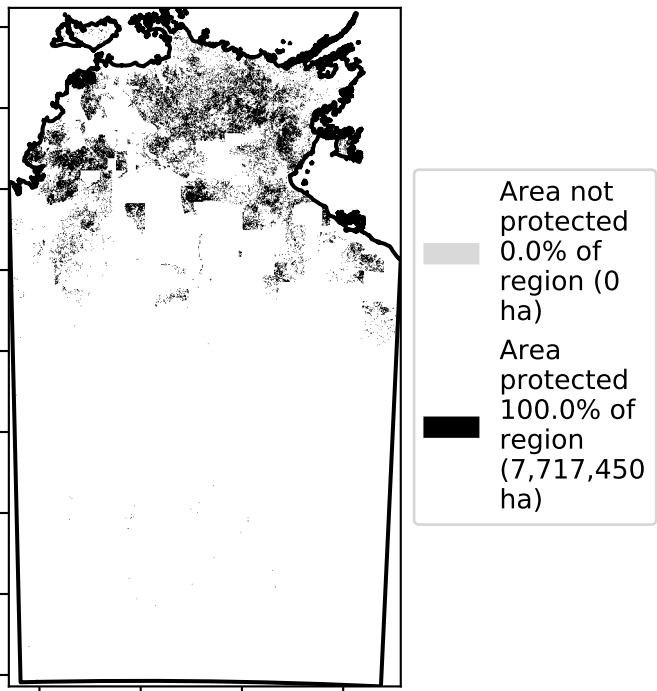 Area not
protected
0.0% of
region (0
ha)
Area
protected
100.0% of
region
(7,717,450
ha)